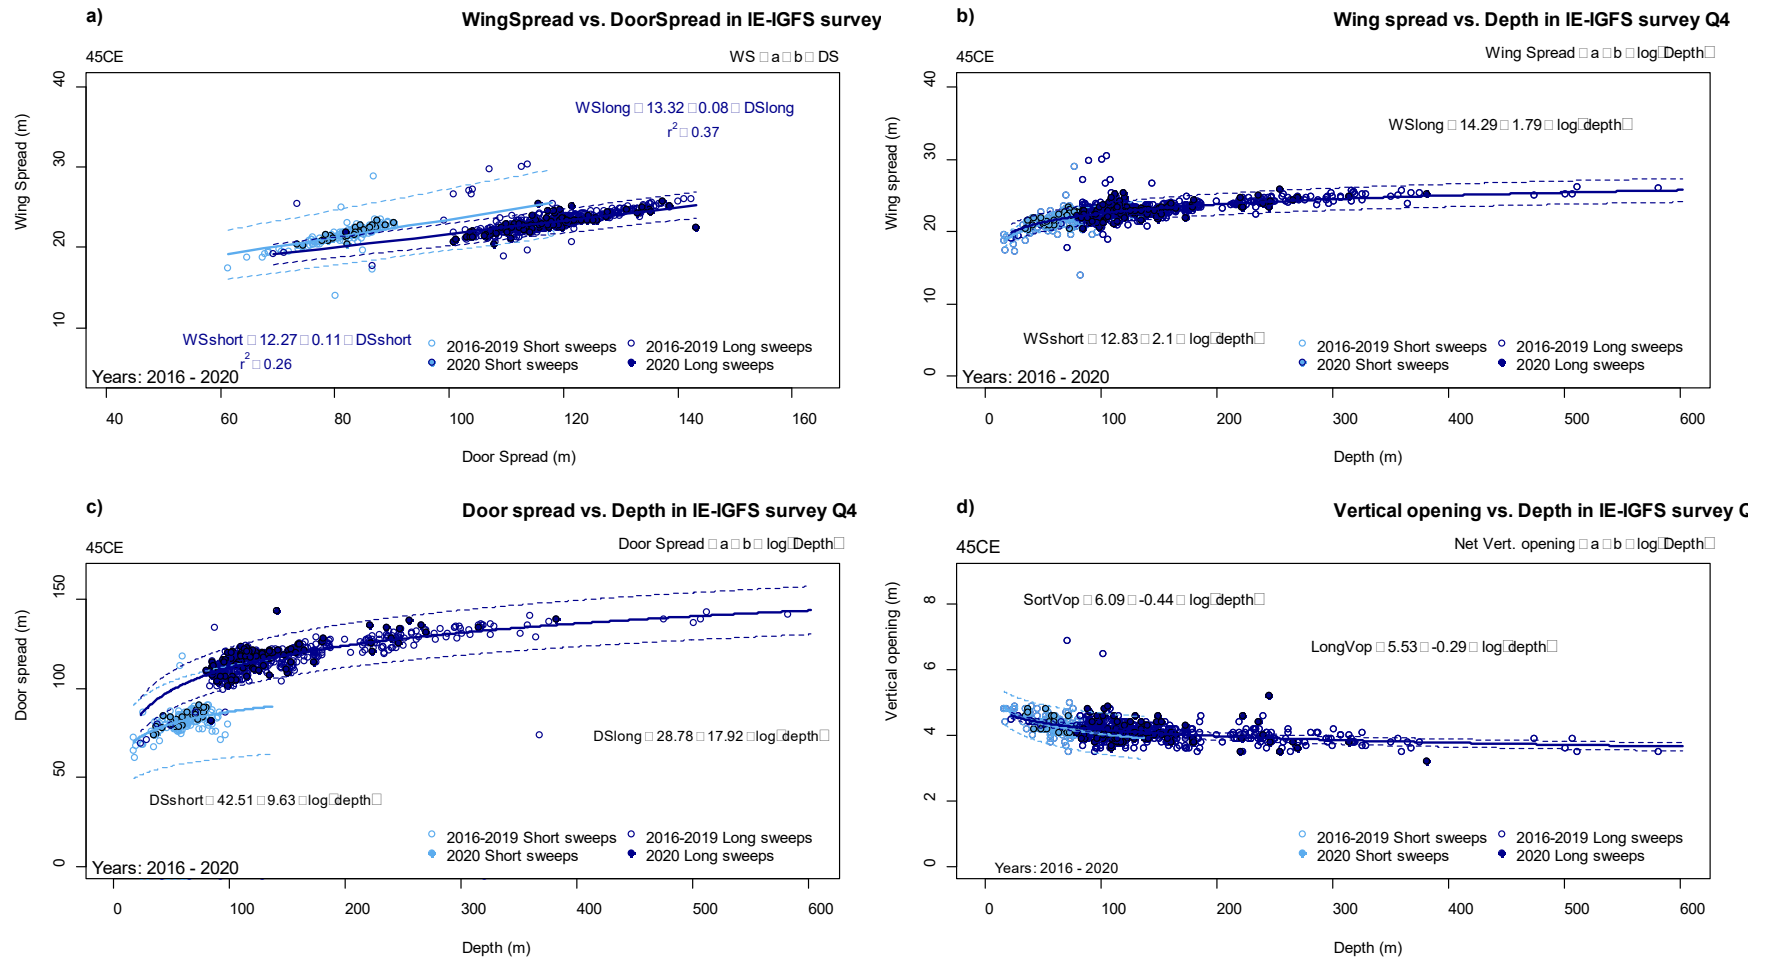 a)
WingSpread vs. DoorSpread in IE-IGFS survey
45CE
WS □ a □ b □ DS
WSlong □ 13.32 □ 0.08 □ DSlong
r2 □ 0.37
WSshort □ 12.27 □ 0.11 □ DSshort
r2 □ 0.26
2016-2019 Short sweeps
2016-2019 Long sweeps
2020 Short sweeps
2020 Long sweeps
Years: 2016 - 2020
Wing Spread (m)
40
30
20
10
40 60 80 100 120 140 160
Door Spread (m)
b)
Wing spread vs. Depth in IE-IGFS survey Q4
45CE
Wing Spread □ a □ b □ log□Depth□
WSlong □ 14.29 □ 1.79 □ log□depth□
WSshort □ 12.83 □ 2.1 □ log□depth□
2016-2019 Short sweeps
2016-2019 Long sweeps
2020 Short sweeps
2020 Long sweeps
Years: 2016 - 2020
Wing spread (m)
40
30
20
10
0
0 100 200 300 400 500 600
Depth (m)
c)
Door spread vs. Depth in IE-IGFS survey Q4
45CE
Door Spread □ a □ b □ log□Depth□
DSlong □ 28.78 □ 17.92 □ log□depth□
DSshort □ 42.51 □ 9.63 □ log□depth□
2016-2019 Short sweeps
2016-2019 Long sweeps
2020 Short sweeps
2020 Long sweeps
Years: 2016 - 2020
Door spread (m)
150
100
50
0
0 100 200 300 400 500 600
Depth (m)
d)
Vertical opening vs. Depth in IE-IGFS survey
45CE
Net Vert. opening □ a □ b □ log□Depth□
SortVop □ 6.09 □ -0.44 □ log□depth□
LongVop □ 5.53 □ -0.29 □ log□depth□
2016-2019 Short sweeps
2016-2019 Long sweeps
2020 Short sweeps
2020 Long sweeps
Years: 2016 - 2020
Vertical opening (m)
8
6
4
2
0
0 100 200 300 400 500 600
Depth (m)